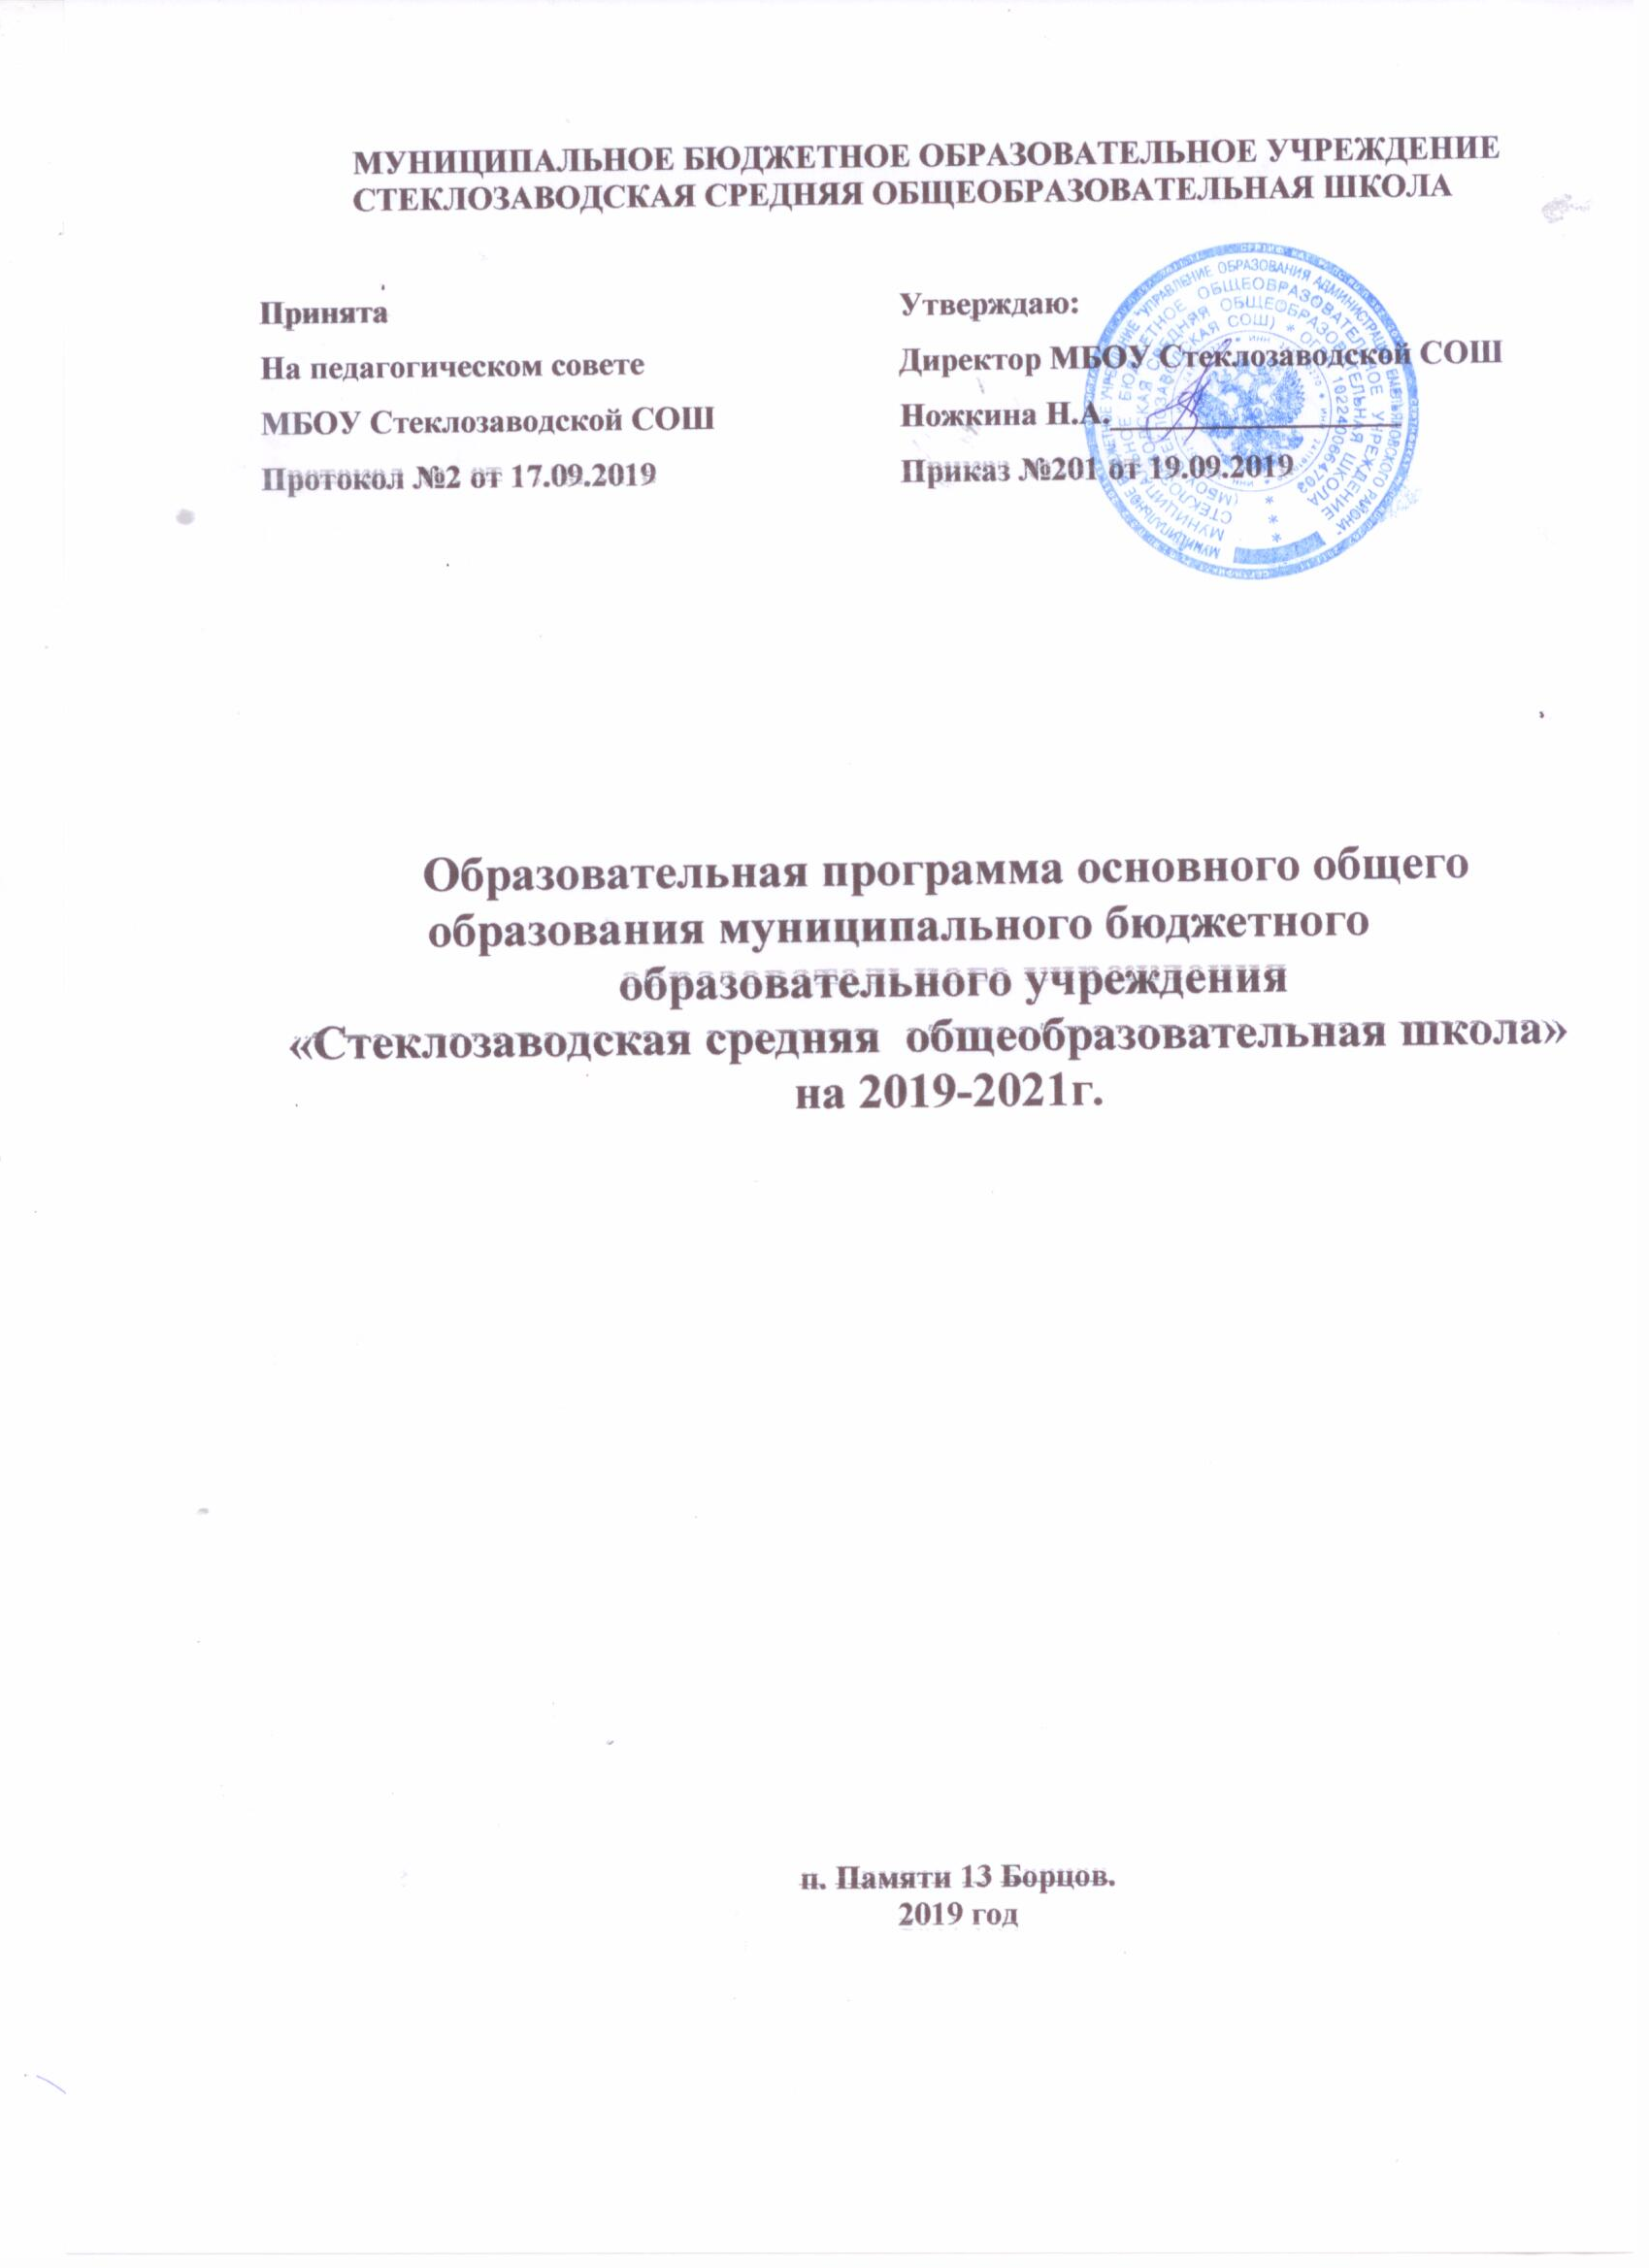 МУНИЦИПАЛЬНОЕ БЮДЖЕТНОЕ ОБРАЗОВАТЕЛЬНОЕ УЧРЕЖДЕНИЕ
СТЕКЛОЗАВОДСКАЯ СРЕДНЯЯ ОБЩЕОБРАЗОВАТЕЛЬНАЯ ШКОЛА
Принята
На педагогическом совете
МБОУ Стеклозаводской СОШ
Протокол №2 от 17.09.2019
Утверждаю:
Директор МБОУ Стеклозаводской СОШ
Ножкина Н.А.
Приказ №201 от 19.09.2019
Образовательная программа основного общего
образования муниципального бюджетного
образовательного учреждения
«Стеклозаводская средняя общеобразовательная школа»
на 2019-2021г.
п. Памяти 13 Борцов.
2019 год